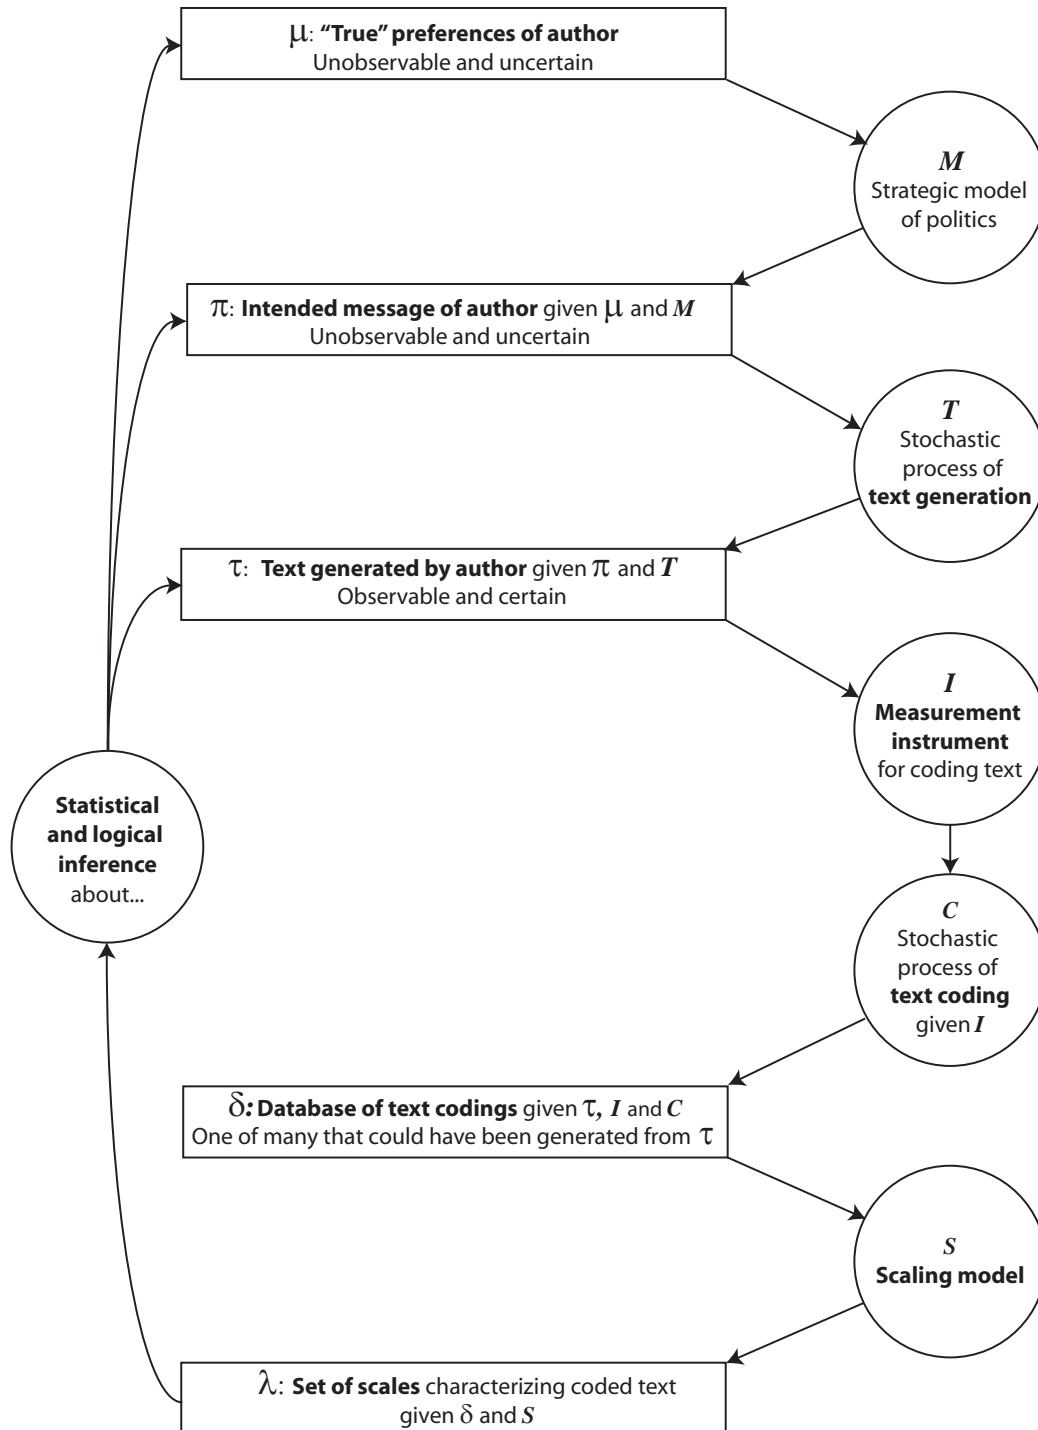 μ: “True” preferences of author
Unobservable and uncertain
M
Strategic model
of politics
π: Intended message of author given μ and M
Unobservable and uncertain
T
Stochastic
process of
text generation
τ: Text generated by author given π and T
Observable and certain
I
Measurement
instrument
for coding text
Statistical
and logical
inference
about...
C
Stochastic
process of
text coding
given I
δ: Database of text codings given τ, I and C
One of many that could have been generated from τ
S
Scaling model
λ: Set of scales characterizing coded text
given δ and S